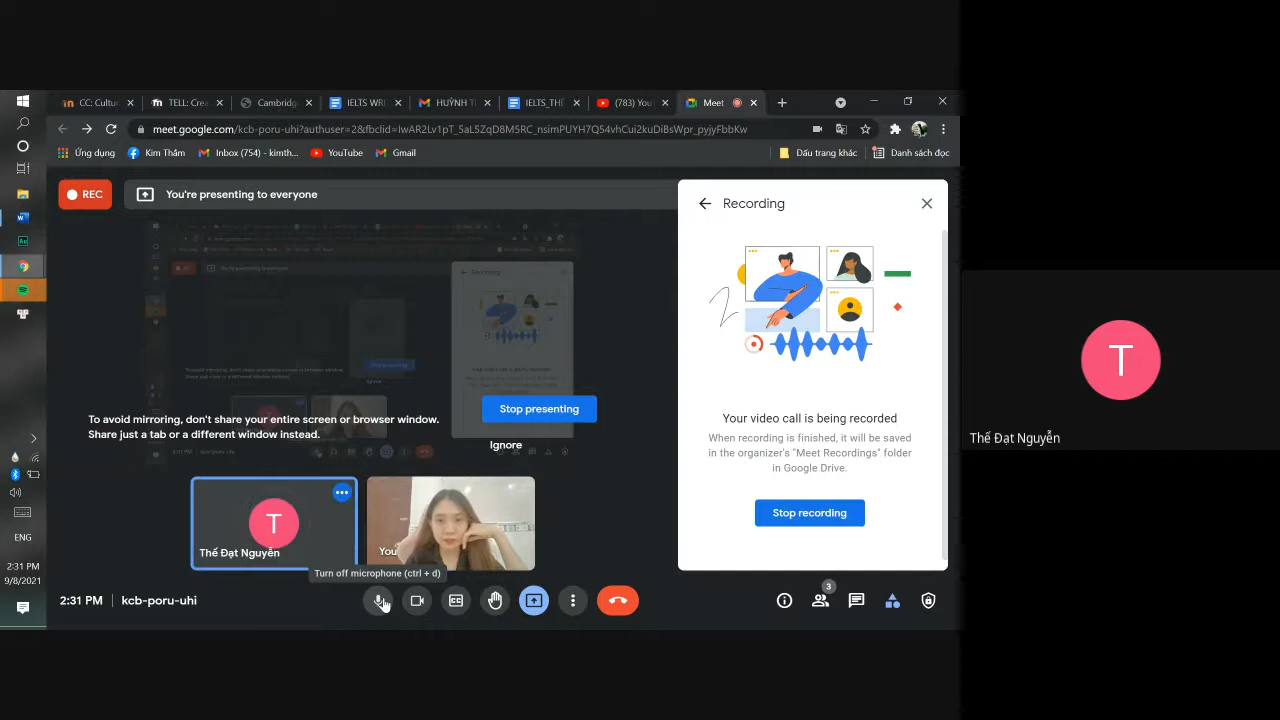 CC: Cultu
TELL: Crea
Cambridg
IELTS WRI
HUỲNH T
IELTS_THẾ
(783) You
Meet
meet.google.com/kcb-poru-uhi?authuser=2&fbclid=IwAR2Lv1pT_5aL5ZqD8M5RC_nsimPUYH7Q54vhCui2kuDiBsWpr_pyjyFbbKw
Ứng dụng
Kim Thắm
Inbox (754) - kimth...
YouTube
Gmail
Dấu trang khác
Danh sách đọc
REC
You're presenting to everyone
Recording
To avoid mirroring, don't share your entire screen or browser window.
Share just a tab or a different window instead.
Stop presenting
Ignore
Your video call is being recorded
When recording is finished, it will be saved
in the organizer's "Meet Recordings" folder
in Google Drive.
Stop recording
T
Thế Đạt Nguyễn
You
Turn off microphone (ctrl + d)
2:31 PM | kcb-poru-uhi
3
ENG
2:31 PM
9/8/2021
T
Thế Đạt Nguyễn